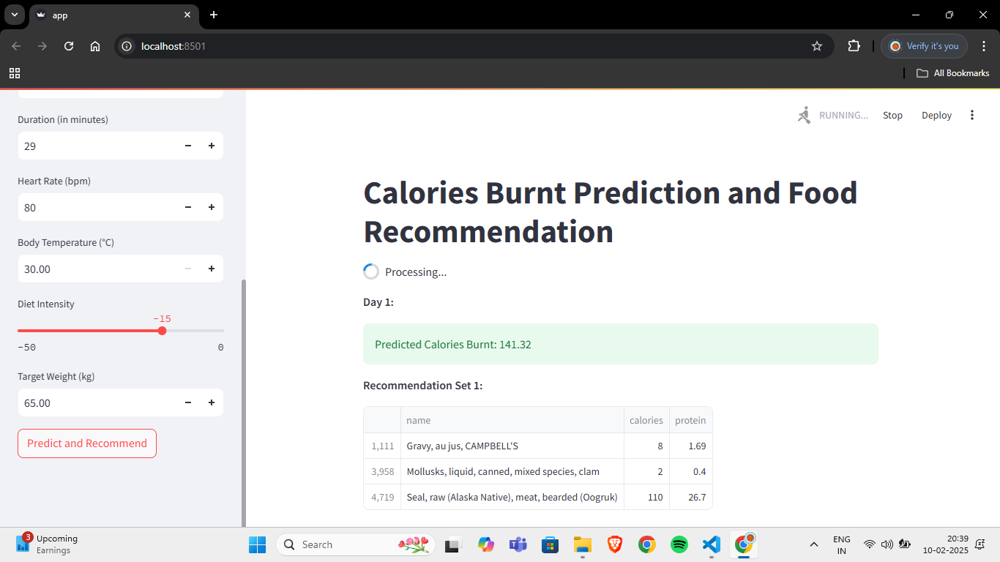 app
localhost:8501
Verify it's you
All Bookmarks
Duration (in minutes)
29
Heart Rate (bpm)
80
Body Temperature (°C)
30.00
Diet Intensity
-15
-50 0
Target Weight (kg)
65.00
Predict and Recommend
RUNNING... Stop Deploy
Calories Burnt Prediction and Food
Recommendation
Processing...
Day 1:
Predicted Calories Burnt: 141.32
Recommendation Set 1:
name calories protein
1,111 Gravy, au jus, CAMPBELL'S 8 1.69
3,958 Mollusks, liquid, canned, mixed species, clam 2 0.4
4,719 Seal, raw (Alaska Native), meat, bearded (Oogruk) 110 26.7
3
Upcoming
Earnings
Search
ENG
IN
20:39
10-02-2025